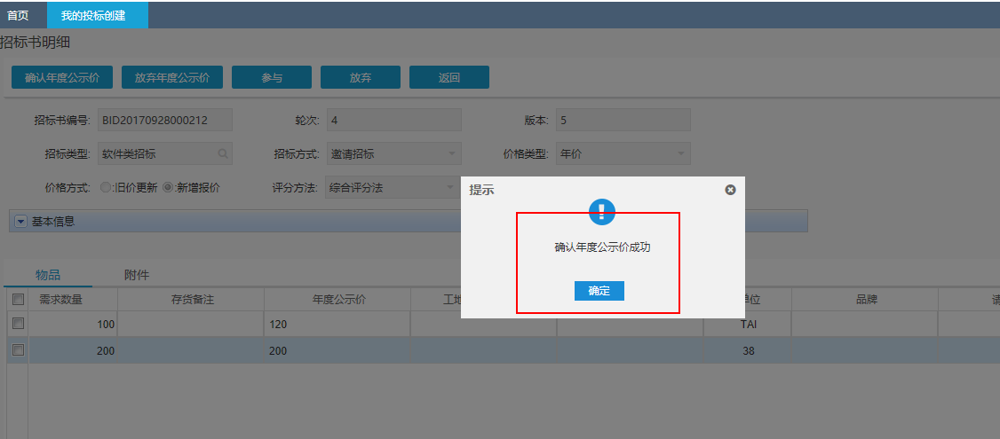 首页 我的投标创建
招标书明细
确认年度公示价 放弃年度公示价 参与 放弃 返回
招标书编号: BID20170928000212 轮次: 4 版本: 5
招标类型: 软件类招标 招标方式: 邀请招标 价格类型: 年价
价格方式: 旧价更新 :新增报价 评分方法: 综合评分法
提示
基本信息
确认年度公示价成功
确定
物品 附件
需求数量 存货备注 年度公示价 工地 单位 品牌 请
100 120 TAI
200 200 38